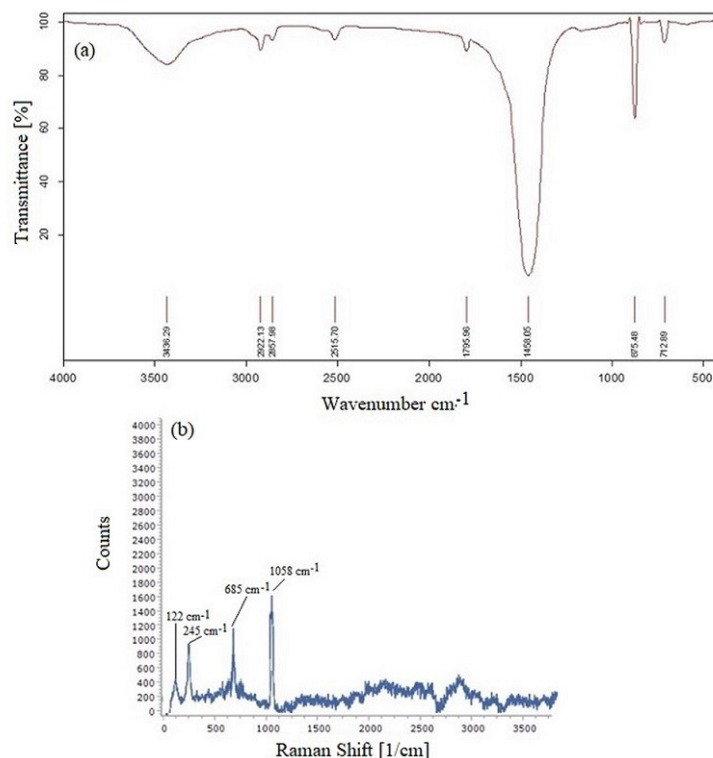 (a)
Transmittance [%]
100
80
60
40
20
3436.29
2922.13
2857.98
2515.70
1795.96
1458.05
875.48
712.89
4000 3500 3000 2500 2000 1500 1000 500
Wavenumber cm-1
(b)
Counts
4000
3800
3600
3400
3200
3000
2800
2600
2400
2200
2000
1800
1600
1400
1200
1000
800
600
400
200
0
1058 cm-1
685 cm-1
122 cm-1
245 cm-1
0 500 1000 1500 2000 2500 3000 3500
Raman Shift [1/cm]